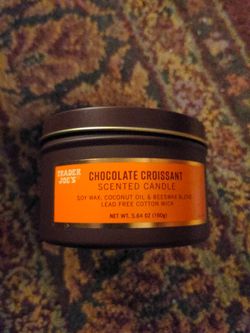 TRADER
JOE'S
CHOCOLATE CROISSANT
SCENTED CANDLE
SOY WAX, COCONUT OIL & BEESWAX BLEND
LEAD FREE COTTON WICK
NET WT. 5.64 OZ (160g)